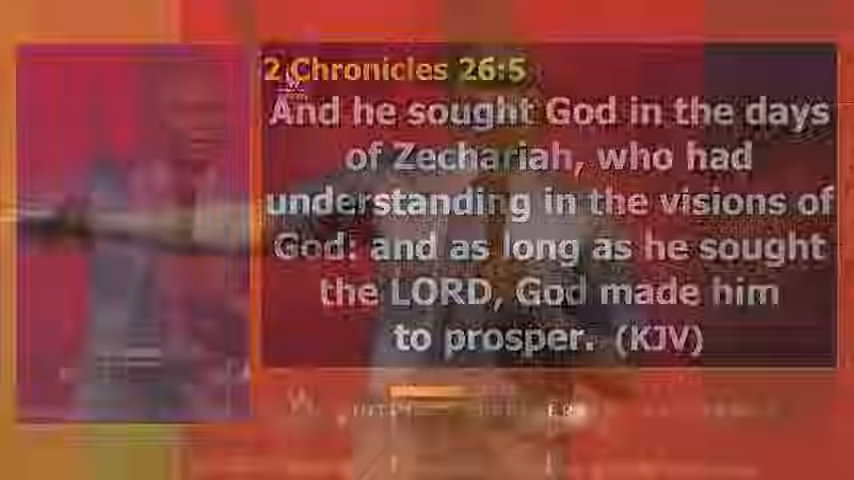 2 Chronicles 26:5
And he sought God in the days
of Zechariah, who had
understanding in the visions of
God: and as long as he sought
the LORD, God made him
to prosper. (KJV)